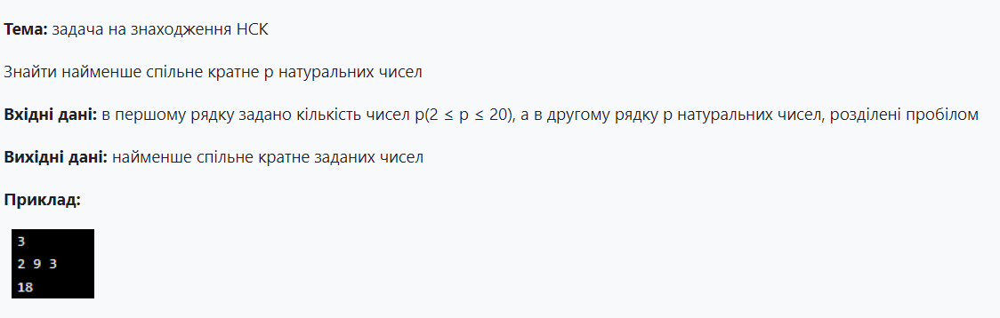 Тема: задача на знаходження НСК
Знайти найменше спільне кратне p натуральних чисел
Вхідні дані: в першому рядку задано кількість чисел p(2 ≤ p ≤ 20), а в другому рядку p натуральних чисел, розділені пробілом
Вихідні дані: найменше спільне кратне заданих чисел
Приклад:
3
2 9 3
18